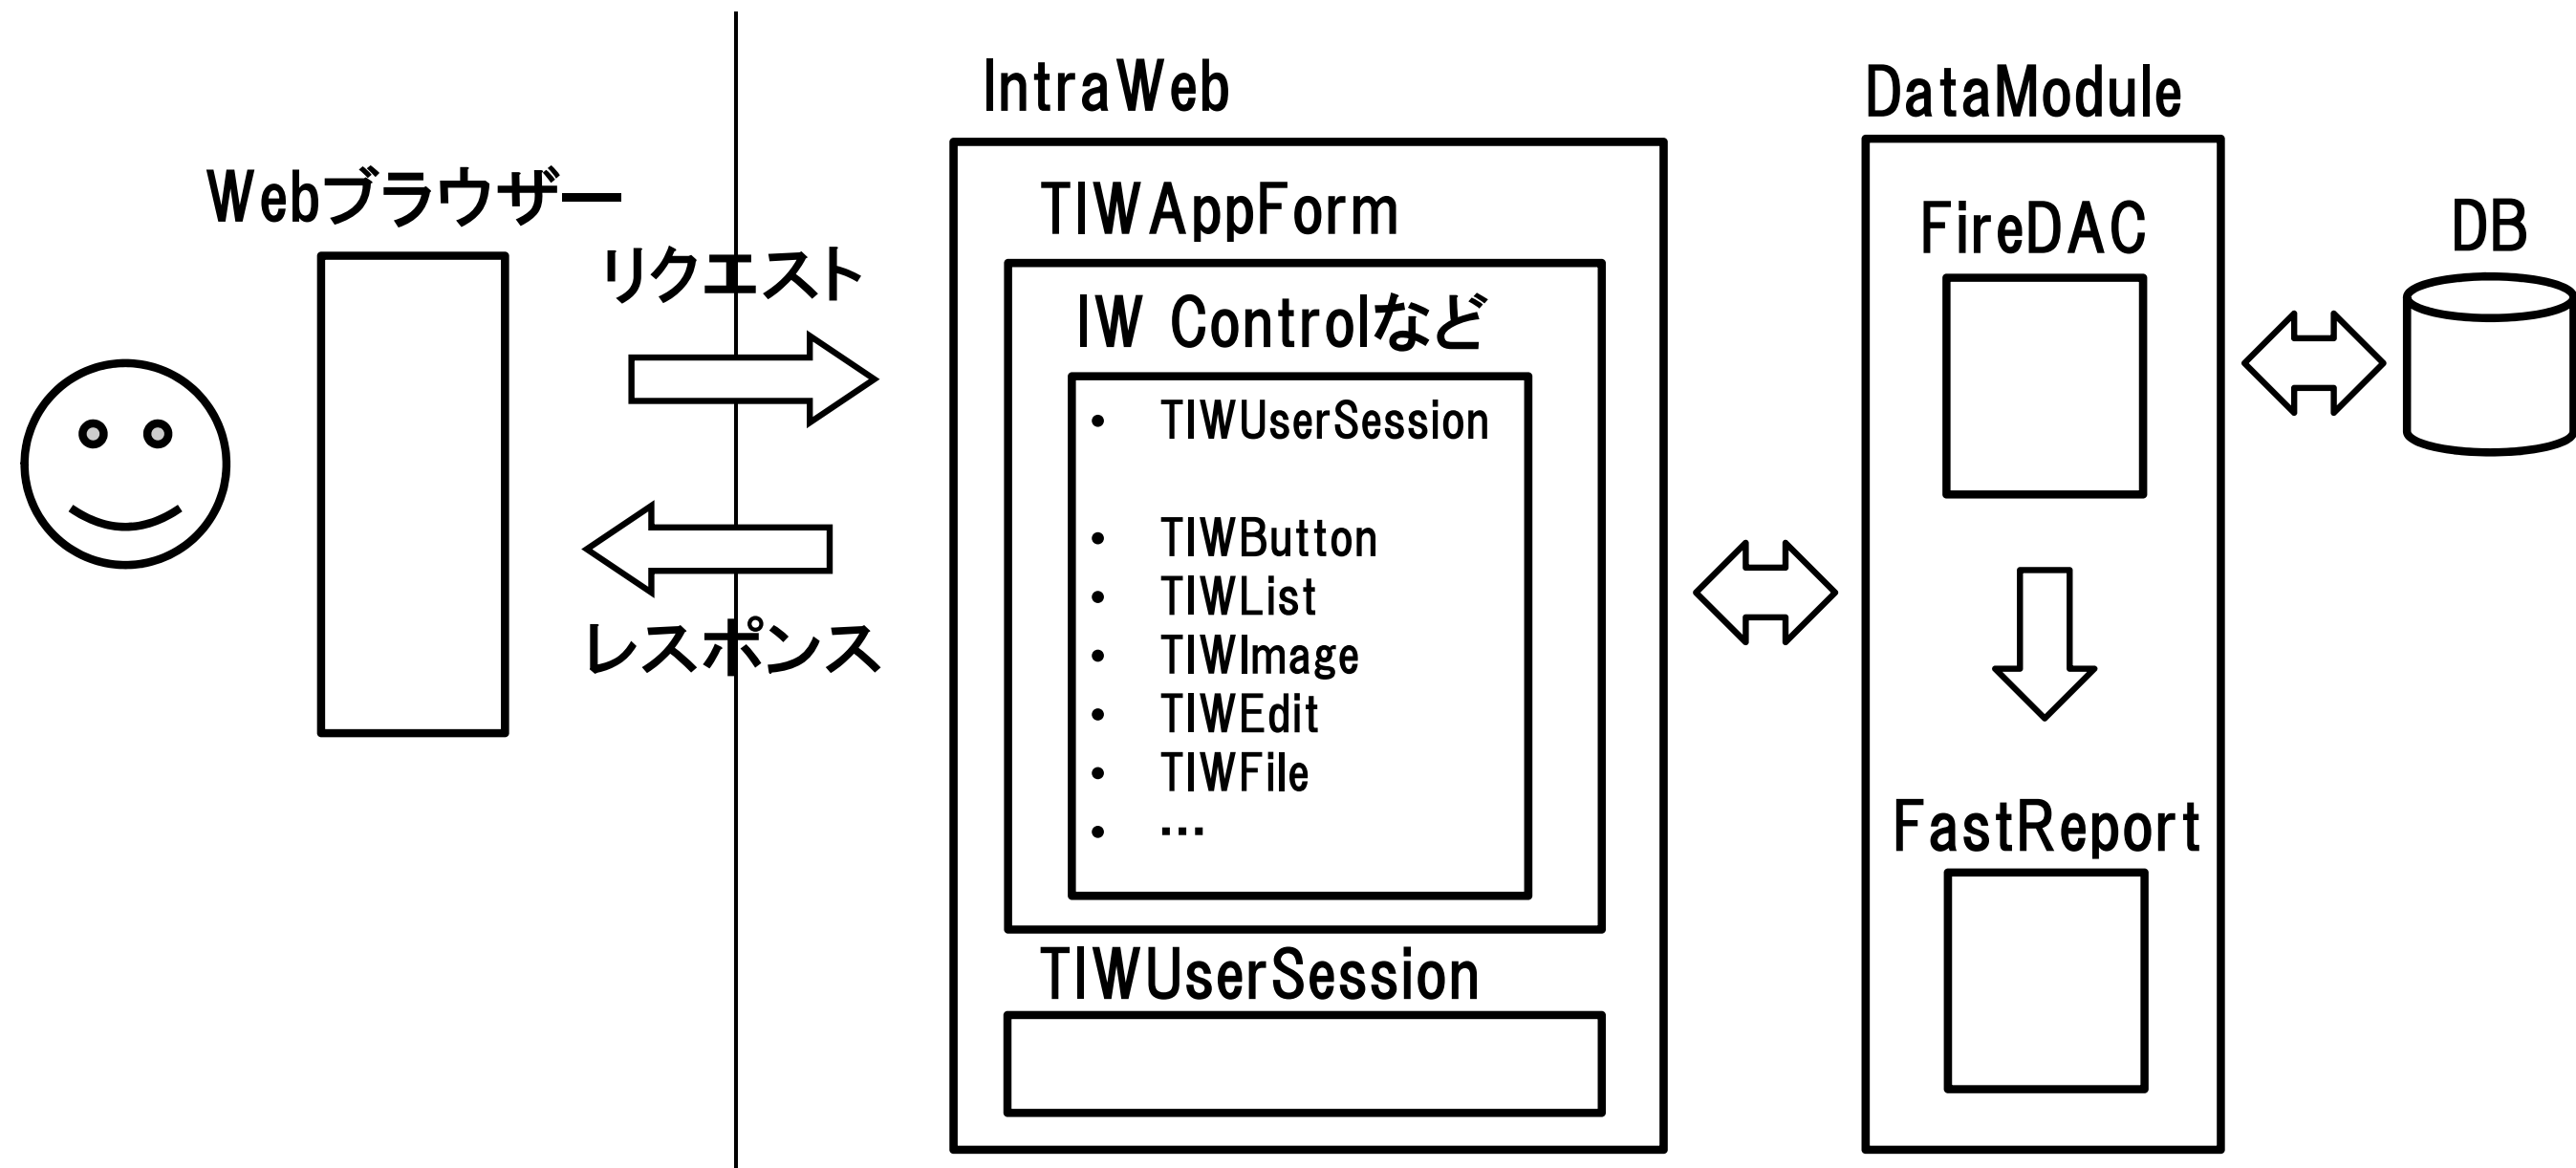 Webブラウザー
リクエスト
レスポンス
IntraWeb
TIWAppForm
IW Controlなど
• TIWUserSession
• TIWButton
• TIWList
• TIWImage
• TIWEdit
• TIWFile
• …
TIWUserSession
DataModule
FireDAC
FastReport
DB